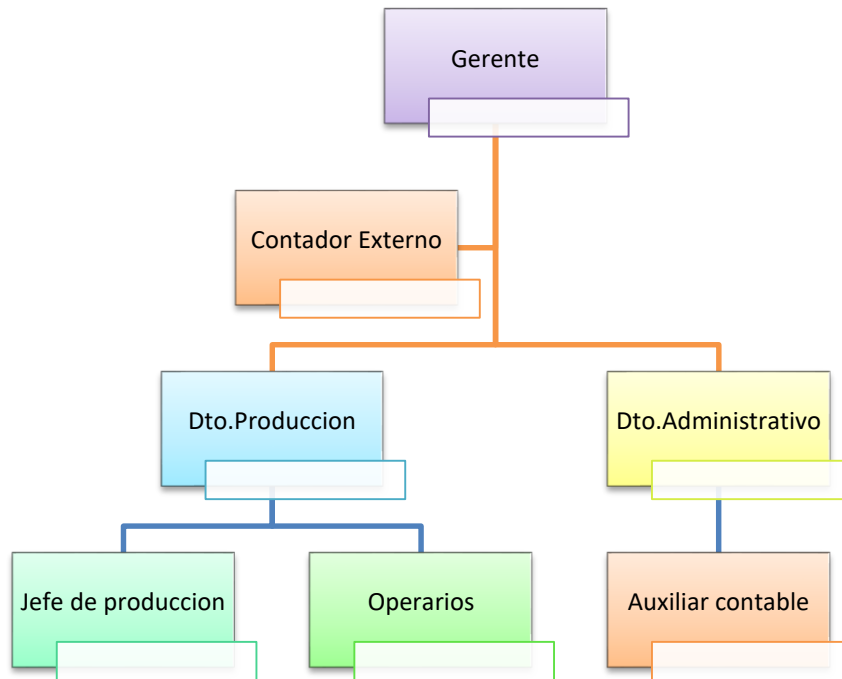 Gerente
Contador Externo
Dto.Produccion
Dto.Administrativo
Jefe de produccion
Operarios
Auxiliar contable